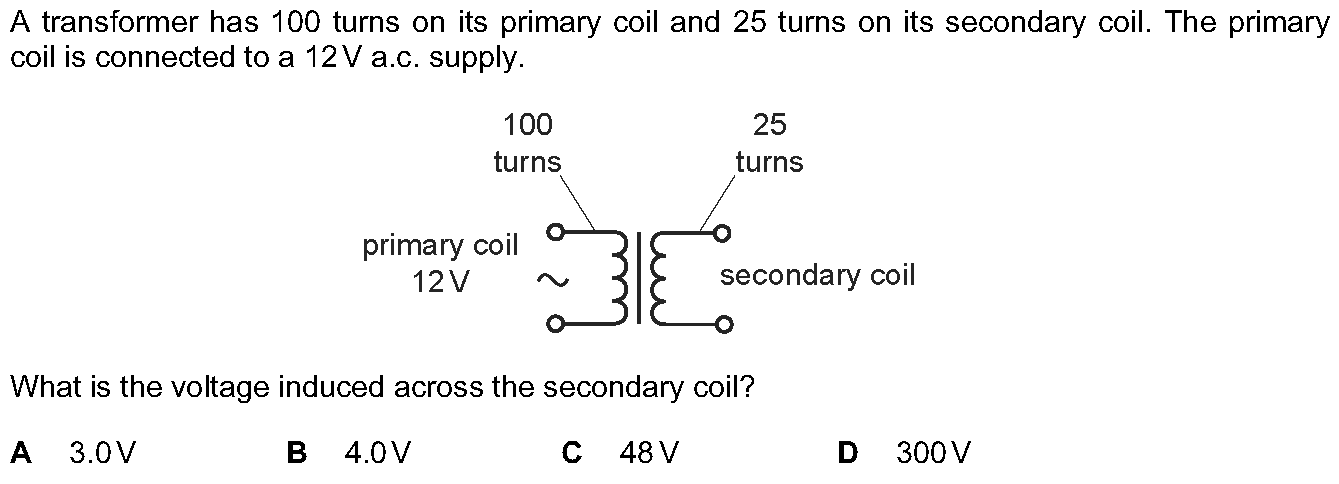 A transformer has 100 turns on its primary coil and 25 turns on its secondary coil. The primary
coil is connected to a 12 V a.c. supply.
100
turns
25
turns
primary coil
12 V
~
secondary coil
What is the voltage induced across the secondary coil?
A 3.0 V B 4.0 V C 48 V D 300 V